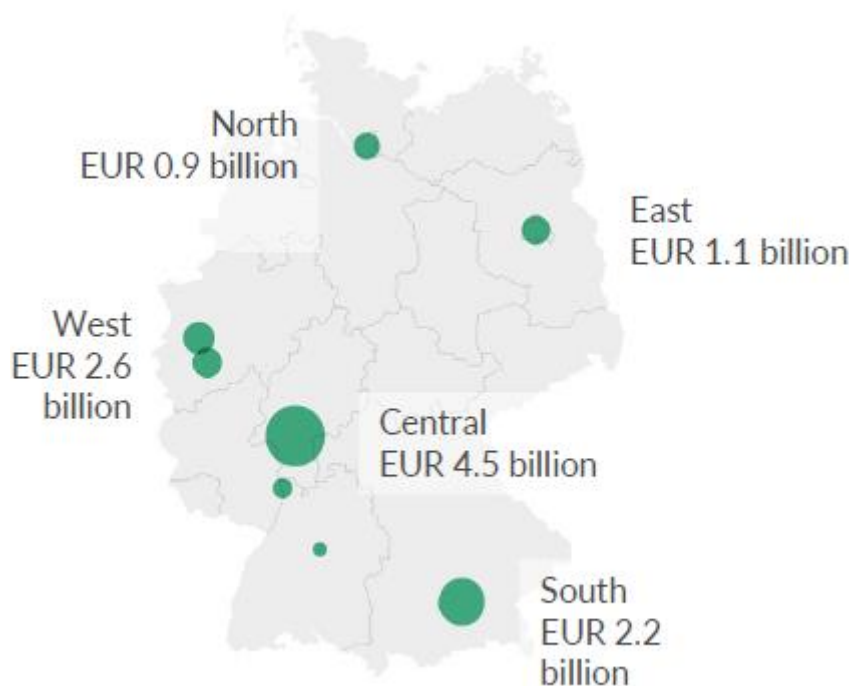 North
EUR 0.9 billion
East
EUR 1.1 billion
West
EUR 2.6
billion
Central
EUR 4.5 billion
South
EUR 2.2
billion